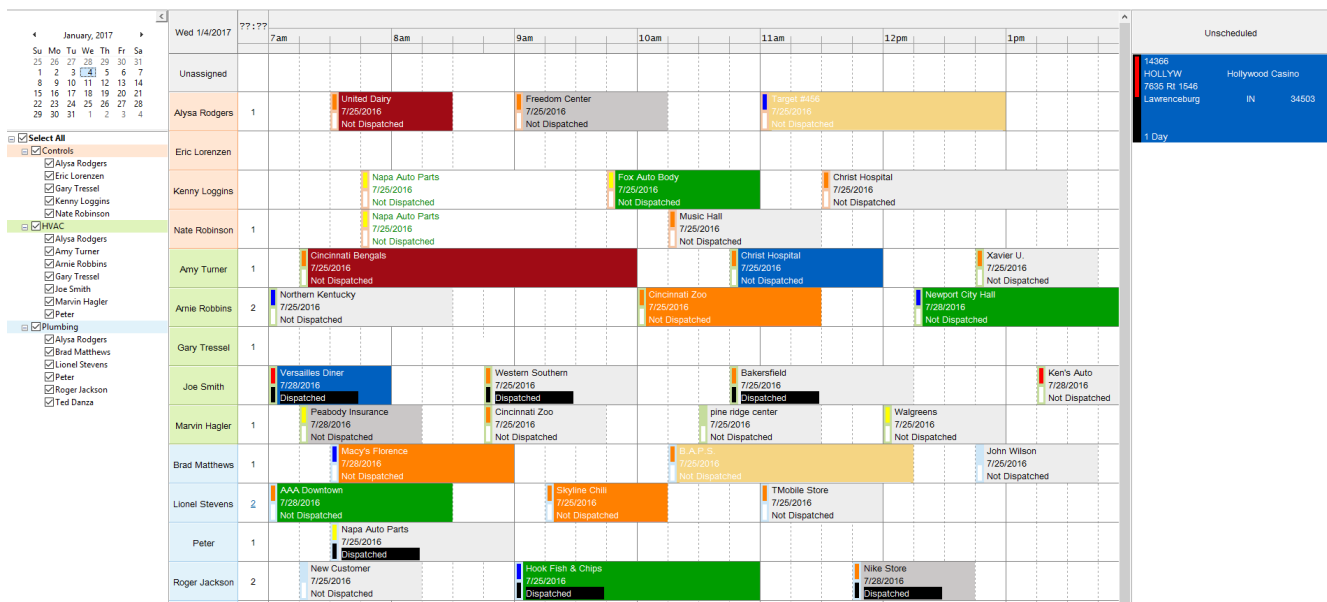 January, 2017
Su Mo Tu We Th Fr Sa
25 26 27 28 29 30 31
1 2 3 4 5 6 7
8 9 10 11 12 13 14
15 16 17 18 19 20 21
22 23 24 25 26 27 28
29 30 31 1 2 3 4
Select All
Controls
Alysa Rodgers
Eric Lorenzen
Gary Tressel
Kenny Loggins
Nate Robinson
HVAC
Alysa Rodgers
Amy Turner
Arnie Robbins
Gary Tressel
Joe Smith
Marvin Hagler
Peter
Plumbing
Alysa Rodgers
Brad Matthews
Lionel Stevens
Peter
Roger Jackson
Ted Danza
Wed 1/4/2017 ??:??
7am 8am 9am 10am 11am 12pm 1pm
Unassigned
Alysa Rodgers 1
United Dairy
7/25/2016
Not Dispatched
Freedom Center
7/25/2016
Not Dispatched
Target #456
7/25/2016
Not Dispatched
Eric Lorenzen
Kenny Loggins
Napa Auto Parts
7/25/2016
Not Dispatched
Fox Auto Body
7/25/2016
Not Dispatched
Christ Hospital
7/25/2016
Not Dispatched
Nate Robinson 1
Napa Auto Parts
7/25/2016
Not Dispatched
Music Hall
7/25/2016
Not Dispatched
Amy Turner 1
Cincinnati Bengals
7/25/2016
Not Dispatched
Christ Hospital
7/25/2016
Not Dispatched
Xavier U.
7/25/2016
Not Dispatched
Arnie Robbins 2
Northern Kentucky
7/25/2016
Not Dispatched
Cincinnati Zoo
7/25/2016
Not Dispatched
Newport City Hall
7/28/2016
Not Dispatched
Gary Tressel 1
Joe Smith
Versailles Diner
7/28/2016
Dispatched
Western Southern
7/25/2016
Dispatched
Bakersfield
7/25/2016
Dispatched
Ken's Auto
7/28/2016
Not Dispatched
Marvin Hagler 1
Peabody Insurance
7/28/2016
Not Dispatched
Cincinnati Zoo
7/25/2016
Not Dispatched
pine ridge center
7/25/2016
Not Dispatched
Walgreens
7/25/2016
Not Dispatched
Brad Matthews 1
Macy's Florence
7/28/2016
Not Dispatched
B.A.P.S.
7/25/2016
Not Dispatched
John Wilson
7/25/2016
Not Dispatched
Lionel Stevens 2
AAA Downtown
7/28/2016
Not Dispatched
Skyline Chili
7/25/2016
Not Dispatched
TMobile Store
7/25/2016
Not Dispatched
Peter 1
Napa Auto Parts
7/25/2016
Dispatched
Roger Jackson 2
New Customer
7/25/2016
Not Dispatched
Hook Fish & Chips
7/25/2016
Dispatched
Nike Store
7/28/2016
Dispatched
Unscheduled
14366
HOLLYW Hollywood Casino
7635 Rt 1546
Lawrenceburg IN 34503
1 Day